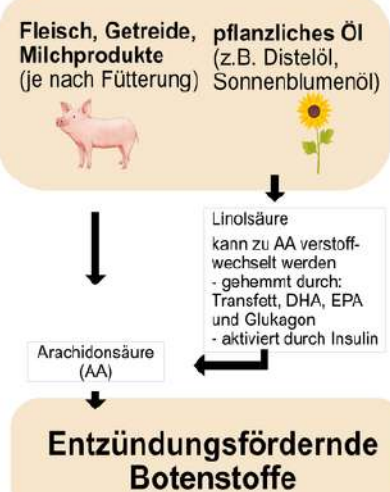 Fleisch, Getreide,
Milchprodukte
(je nach Fütterung)
pflanzliches Öl
(z.B. Distelöl,
Sonnenblumenöl)
Linolsäure
kann zu AA verstoff-
wechselt werden
- gehemmt durch:
Transfett, DHA, EPA
und Glukagon
- aktiviert durch Insulin
Arachidonsäure
(AA)
Entzündungsfördernde
Botenstoffe